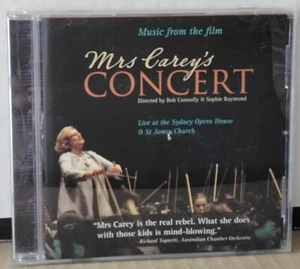 Music from the film
Mrs Carey's
CONCERT
Directed by Bob Connolly & Sophie Raymond
Live at the Sydney Opera House
& St James Church
"Mrs Carey is the real rebel. What she does
with those kids is mind-blowing."
-Richard Tognetti, Australian Chamber Orchestra